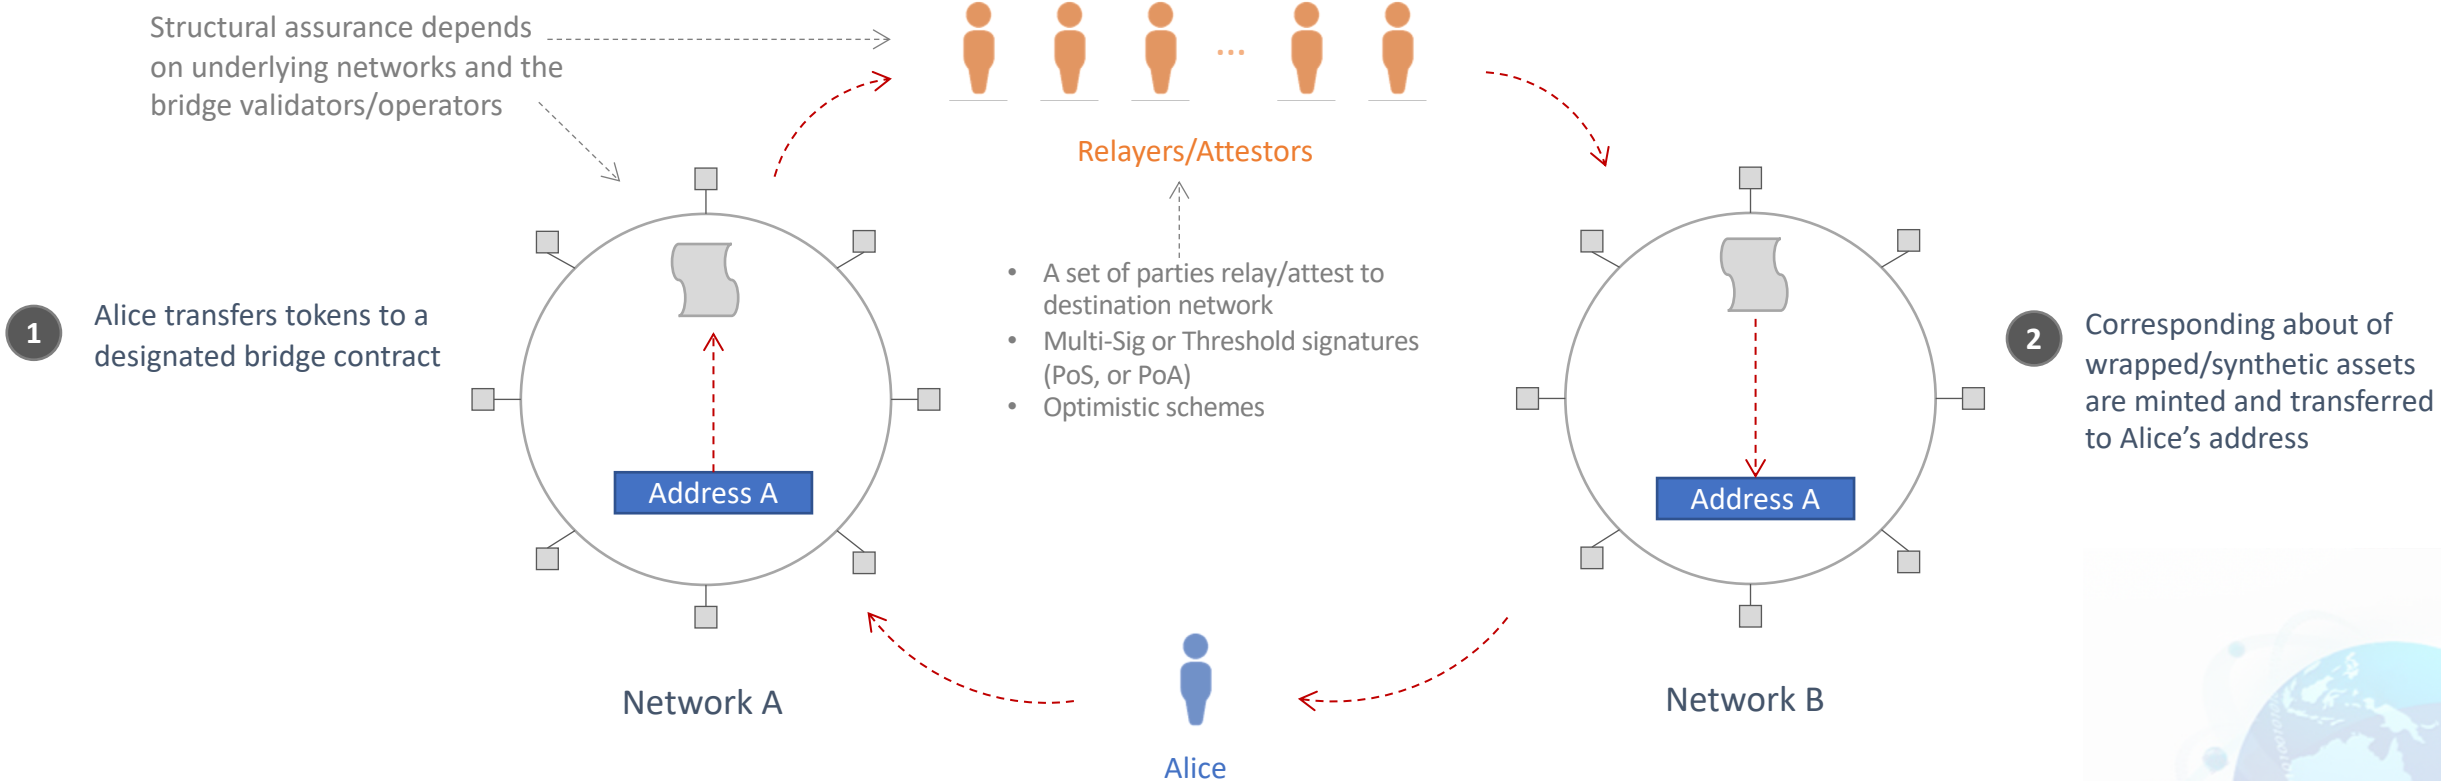 Structural assurance depends
on underlying networks and the
bridge validators/operators
...
Relayers/Attestors
• A set of parties relay/attest to
destination network
• Multi-Sig or Threshold signatures
(PoS, or PoA)
• Optimistic schemes
1
Alice transfers tokens to a
designated bridge contract
Address A
Network A
2
Corresponding about of
wrapped/synthetic assets
are minted and transferred
to Alice’s address
Address A
Network B
Alice